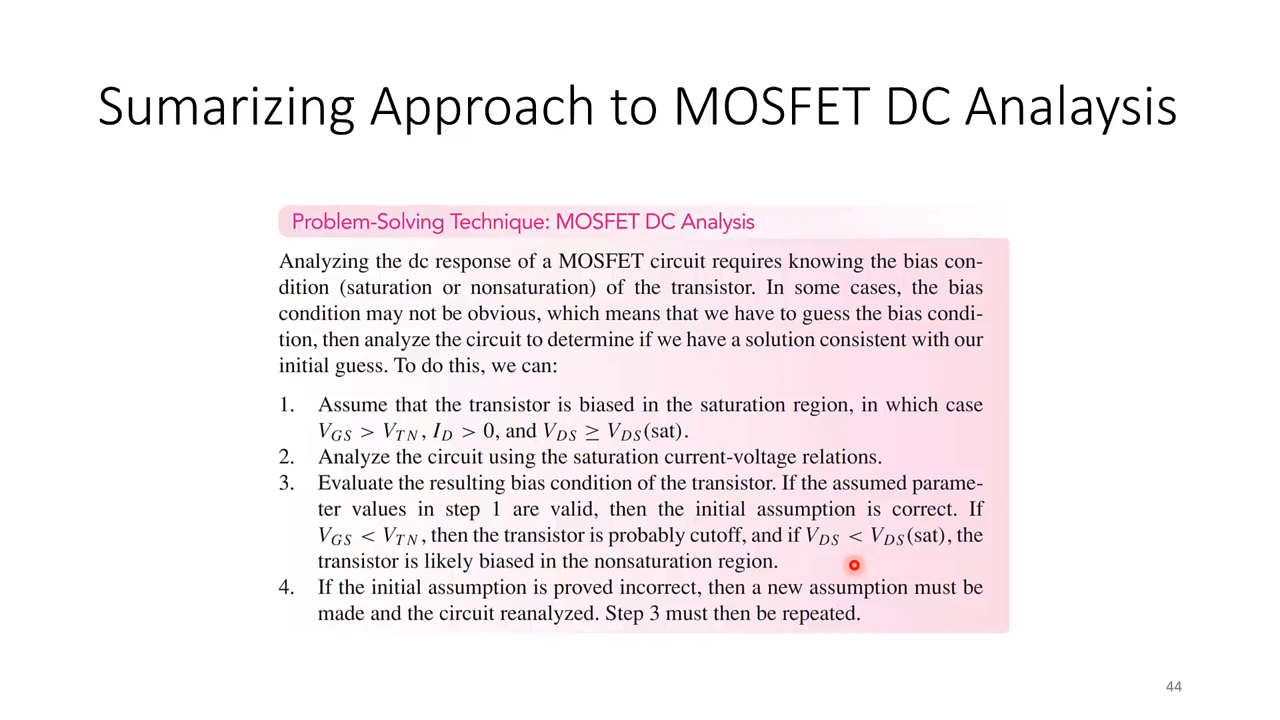 Sumarizing Approach to MOSFET DC Analaysis
Problem-Solving Technique: MOSFET DC Analysis
Analyzing the dc response of a MOSFET circuit requires knowing the bias con-
dition (saturation or nonsaturation) of the transistor. In some cases, the bias
condition may not be obvious, which means that we have to guess the bias condi-
tion, then analyze the circuit to determine if we have a solution consistent with our
initial guess. To do this, we can:
1. Assume that the transistor is biased in the saturation region, in which case
V_GS > V_TN, I_D > 0, and V_DS ≥ V_DS(sat).
2. Analyze the circuit using the saturation current-voltage relations.
3. Evaluate the resulting bias condition of the transistor. If the assumed parame-
ter values in step 1 are valid, then the initial assumption is correct. If
V_GS < V_TN, then the transistor is probably cutoff, and if V_DS < V_DS(sat), the
transistor is likely biased in the nonsaturation region.
4. If the initial assumption is proved incorrect, then a new assumption must be
made and the circuit reanalyzed. Step 3 must then be repeated.
44